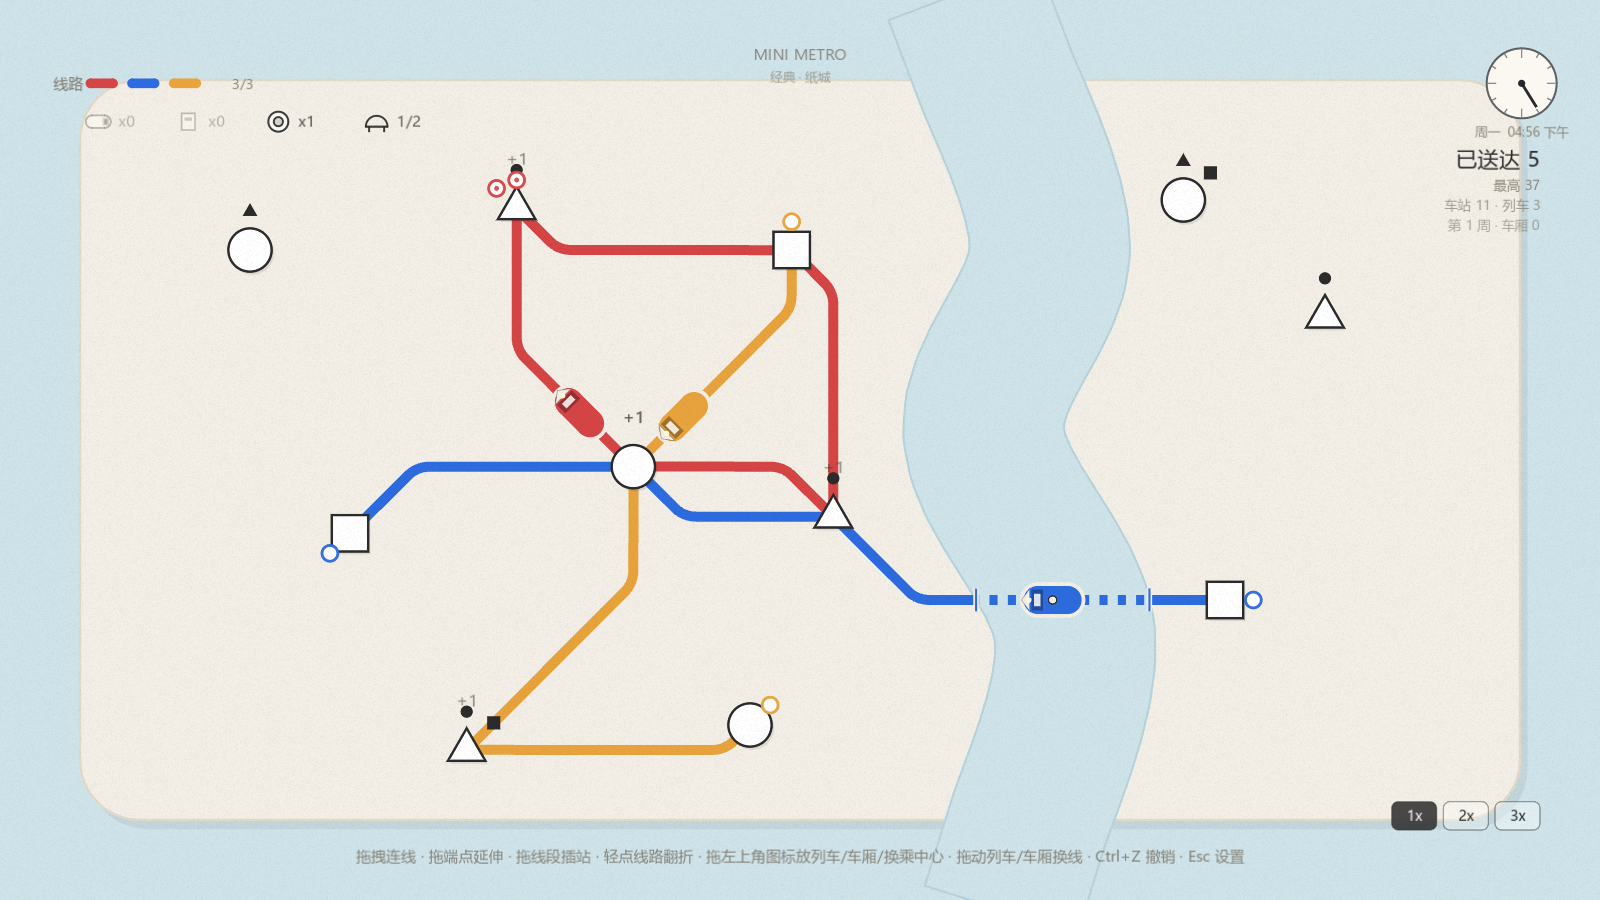 MINI METRO
经典 · 纸城
线路 3/3
x0 x0 x1 1/2
周一 04:56 下午
已送达 5
最高 37
车站 11 · 列车 3
第 1 周 · 车厢 0
+1
+1
+1
+1
1x 2x 3x
拖拽连线 · 拖端点延伸 · 拖线段插站 · 轻点线路翻折 · 拖左上角图标放列车/车厢/换乘中心 · 拖动列车/车厢换线 · Ctrl+Z 撤销 · Esc 设置